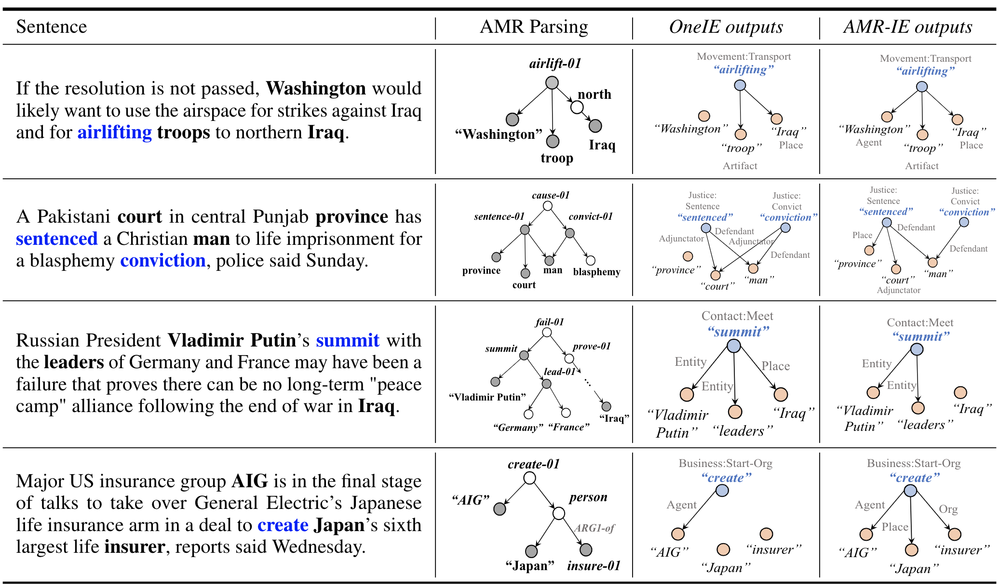 Sentence
AMR Parsing
OneIE outputs
AMR-IE outputs
If the resolution is not passed, Washington would
likely want to use the airspace for strikes against Iraq
and for airlifting troops to northern Iraq.
airlift-01
north
“Washington”
Iraq
troop
Movement:Transport
“airlifting”
“Washington”
“Iraq”
Place
“troop”
Artifact
Movement:Transport
“airlifting”
“Washington”
Agent
“Iraq”
Place
“troop”
Artifact
A Pakistani court in central Punjab province has
sentenced a Christian man to life imprisonment for
a blasphemy conviction, police said Sunday.
cause-01
sentence-01
convict-01
province
man
blasphemy
court
Justice:
Sentence
“sentenced”
Justice:
Convict
“conviction”
Adjunctator
Defendant
Adjunctator
Defendant
“province”
“man”
“court”
Justice:
Sentence
“sentenced”
Justice:
Convict
“conviction”
Place
Defendant
Defendant
“province”
“court”
Adjunctator
“man”
Russian President Vladimir Putin’s summit with
the leaders of Germany and France may have been a
failure that proves there can be no long-term "peace
camp" alliance following the end of war in Iraq.
fail-01
summit
prove-01
lead-01
...
“Vladimir Putin”
“Iraq”
“Germany”
“France”
Contact:Meet
“summit”
Entity
Place
Entity
“Vladimir
Putin”
“leaders”
“Iraq”
Contact:Meet
“summit”
Entity
Entity
“Vladimir
Putin”
“leaders”
“Iraq”
Major US insurance group AIG is in the final stage
of talks to take over General Electric’s Japanese
life insurance arm in a deal to create Japan’s sixth
largest life insurer, reports said Wednesday.
create-01
“AIG”
person
ARG1-of
“Japan”
insure-01
Business:Start-Org
“create”
Agent
“AIG”
“insurer”
“Japan”
Business:Start-Org
“create”
Agent
Org
Place
“AIG”
“insurer”
“Japan”